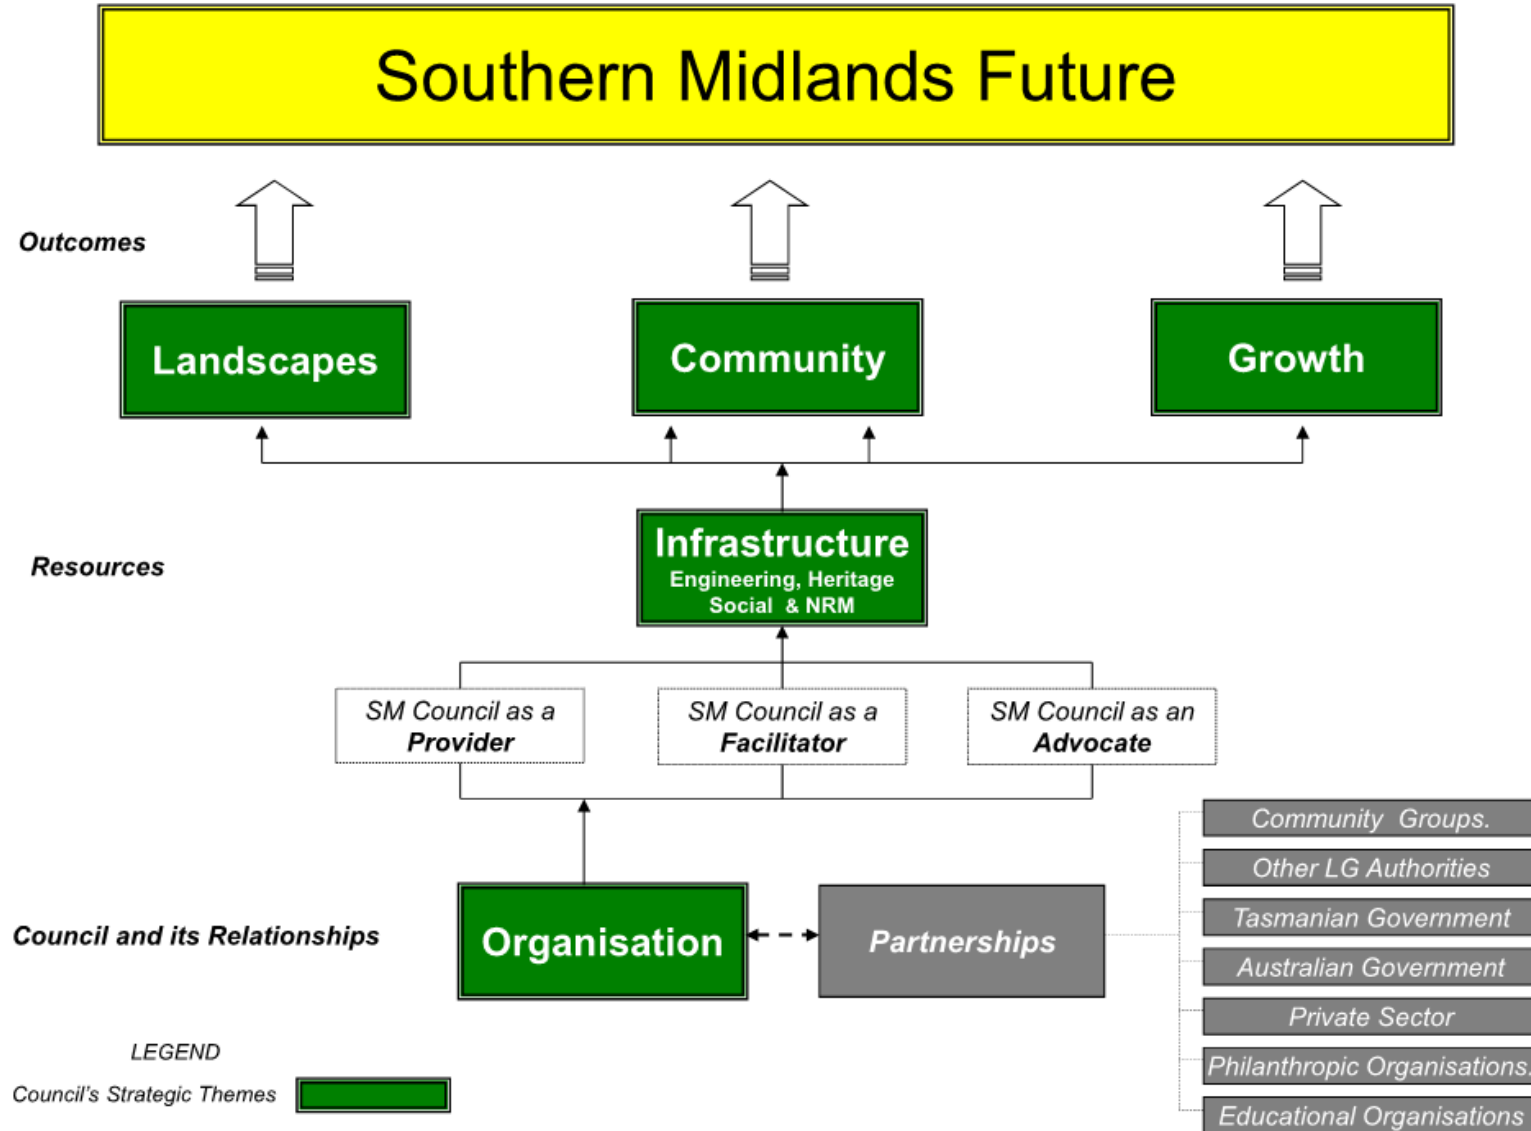 Southern Midlands Future
Outcomes
Landscapes
Community
Growth
Resources
Infrastructure
Engineering, Heritage
Social & NRM
SM Council as a
Provider
SM Council as a
Facilitator
SM Council as an
Advocate
Council and its Relationships
Organisation
Partnerships
Community Groups.
Other LG Authorities
Tasmanian Government
Australian Government
Private Sector
Philanthropic Organisations.
Educational Organisations
LEGEND
Council's Strategic Themes